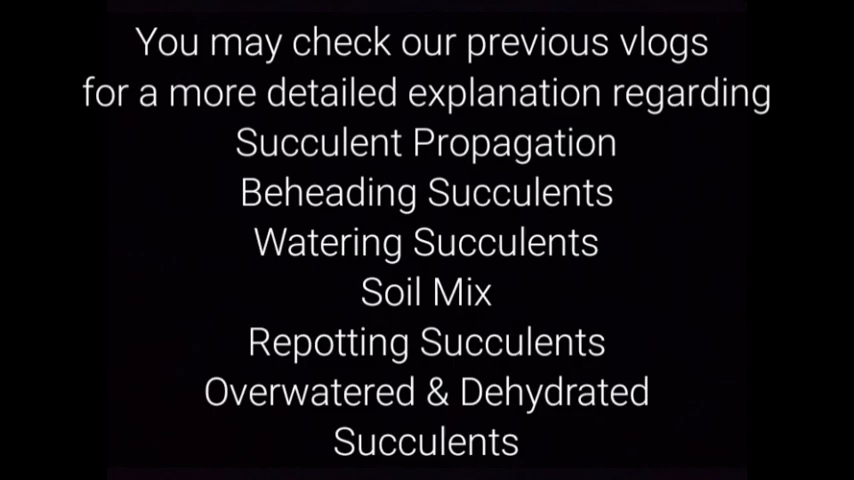 You may check our previous vlogs
for a more detailed explanation regarding
Succulent Propagation
Beheading Succulents
Watering Succulents
Soil Mix
Repotting Succulents
Overwatered & Dehydrated
Succulents